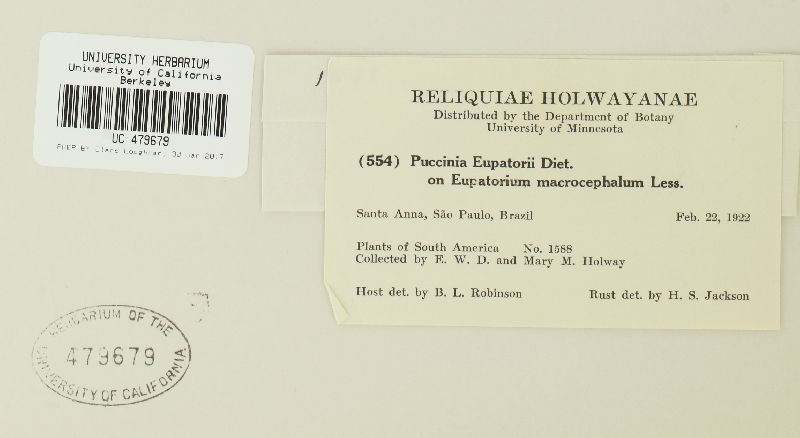 UNIVERSITY HERBARIUM
University of California
Berkeley
UC 479679
RELIQUIAE HOLWAYANAE
Distributed by the Department of Botany
University of Minnesota
(554) Puccinia Eupatorii Diet.
on Eupatorium macrocephalum Less.
Santa Anna, São Paulo, Brazil Feb. 22, 1922
Plants of South America No. 1588
Collected by E. W. D. and Mary M. Holway
Host det. by B. L. Robinson Rust det. by H. S. Jackson
HERBARIUM OF THE
479679
UNIVERSITY OF CALIFORNIA